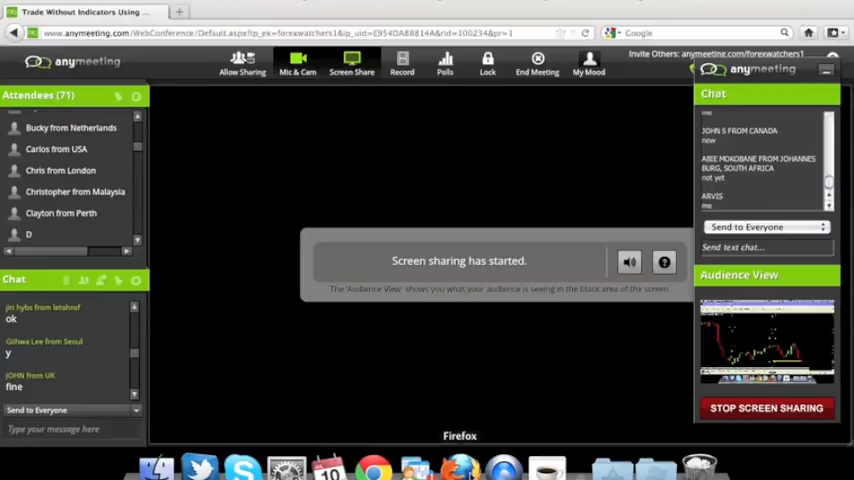 Trade Without Indicators Using ...
www.anymeeting.com/WebConference/Default.aspx?ip_ek=forexwatchers1&ip_uid=E954DA88814A&rid=100234&pr=-1
Google
anymeeting
Allow Sharing
Mic & Cam
Screen Share
Record
Polls
Lock
End Meeting
My Mood
Invite Others: anymeeting.com/forexwatchers1
Attendees (71)
Bucky from Netherlands
Carlos from USA
Chris from London
Christopher from Malaysia
Clayton from Perth
D
Chat
jiri hybs from letohrad
ok
Giihwa Lee from Seoul
y
JOHN from UK
fine
Send to Everyone
Type your message here
Screen sharing has started.
The 'Audience View' shows you what your audience is seeing in the black area of the screen.
anymeeting
Chat
me
JOHN S FROM CANADA
new
ABIE MOKOBANE FROM JOHANNES
BURG, SOUTH AFRICA
not yet
ARVIS
me
Send to Everyone
Send text chat...
Audience View
STOP SCREEN SHARING
Firefox
10